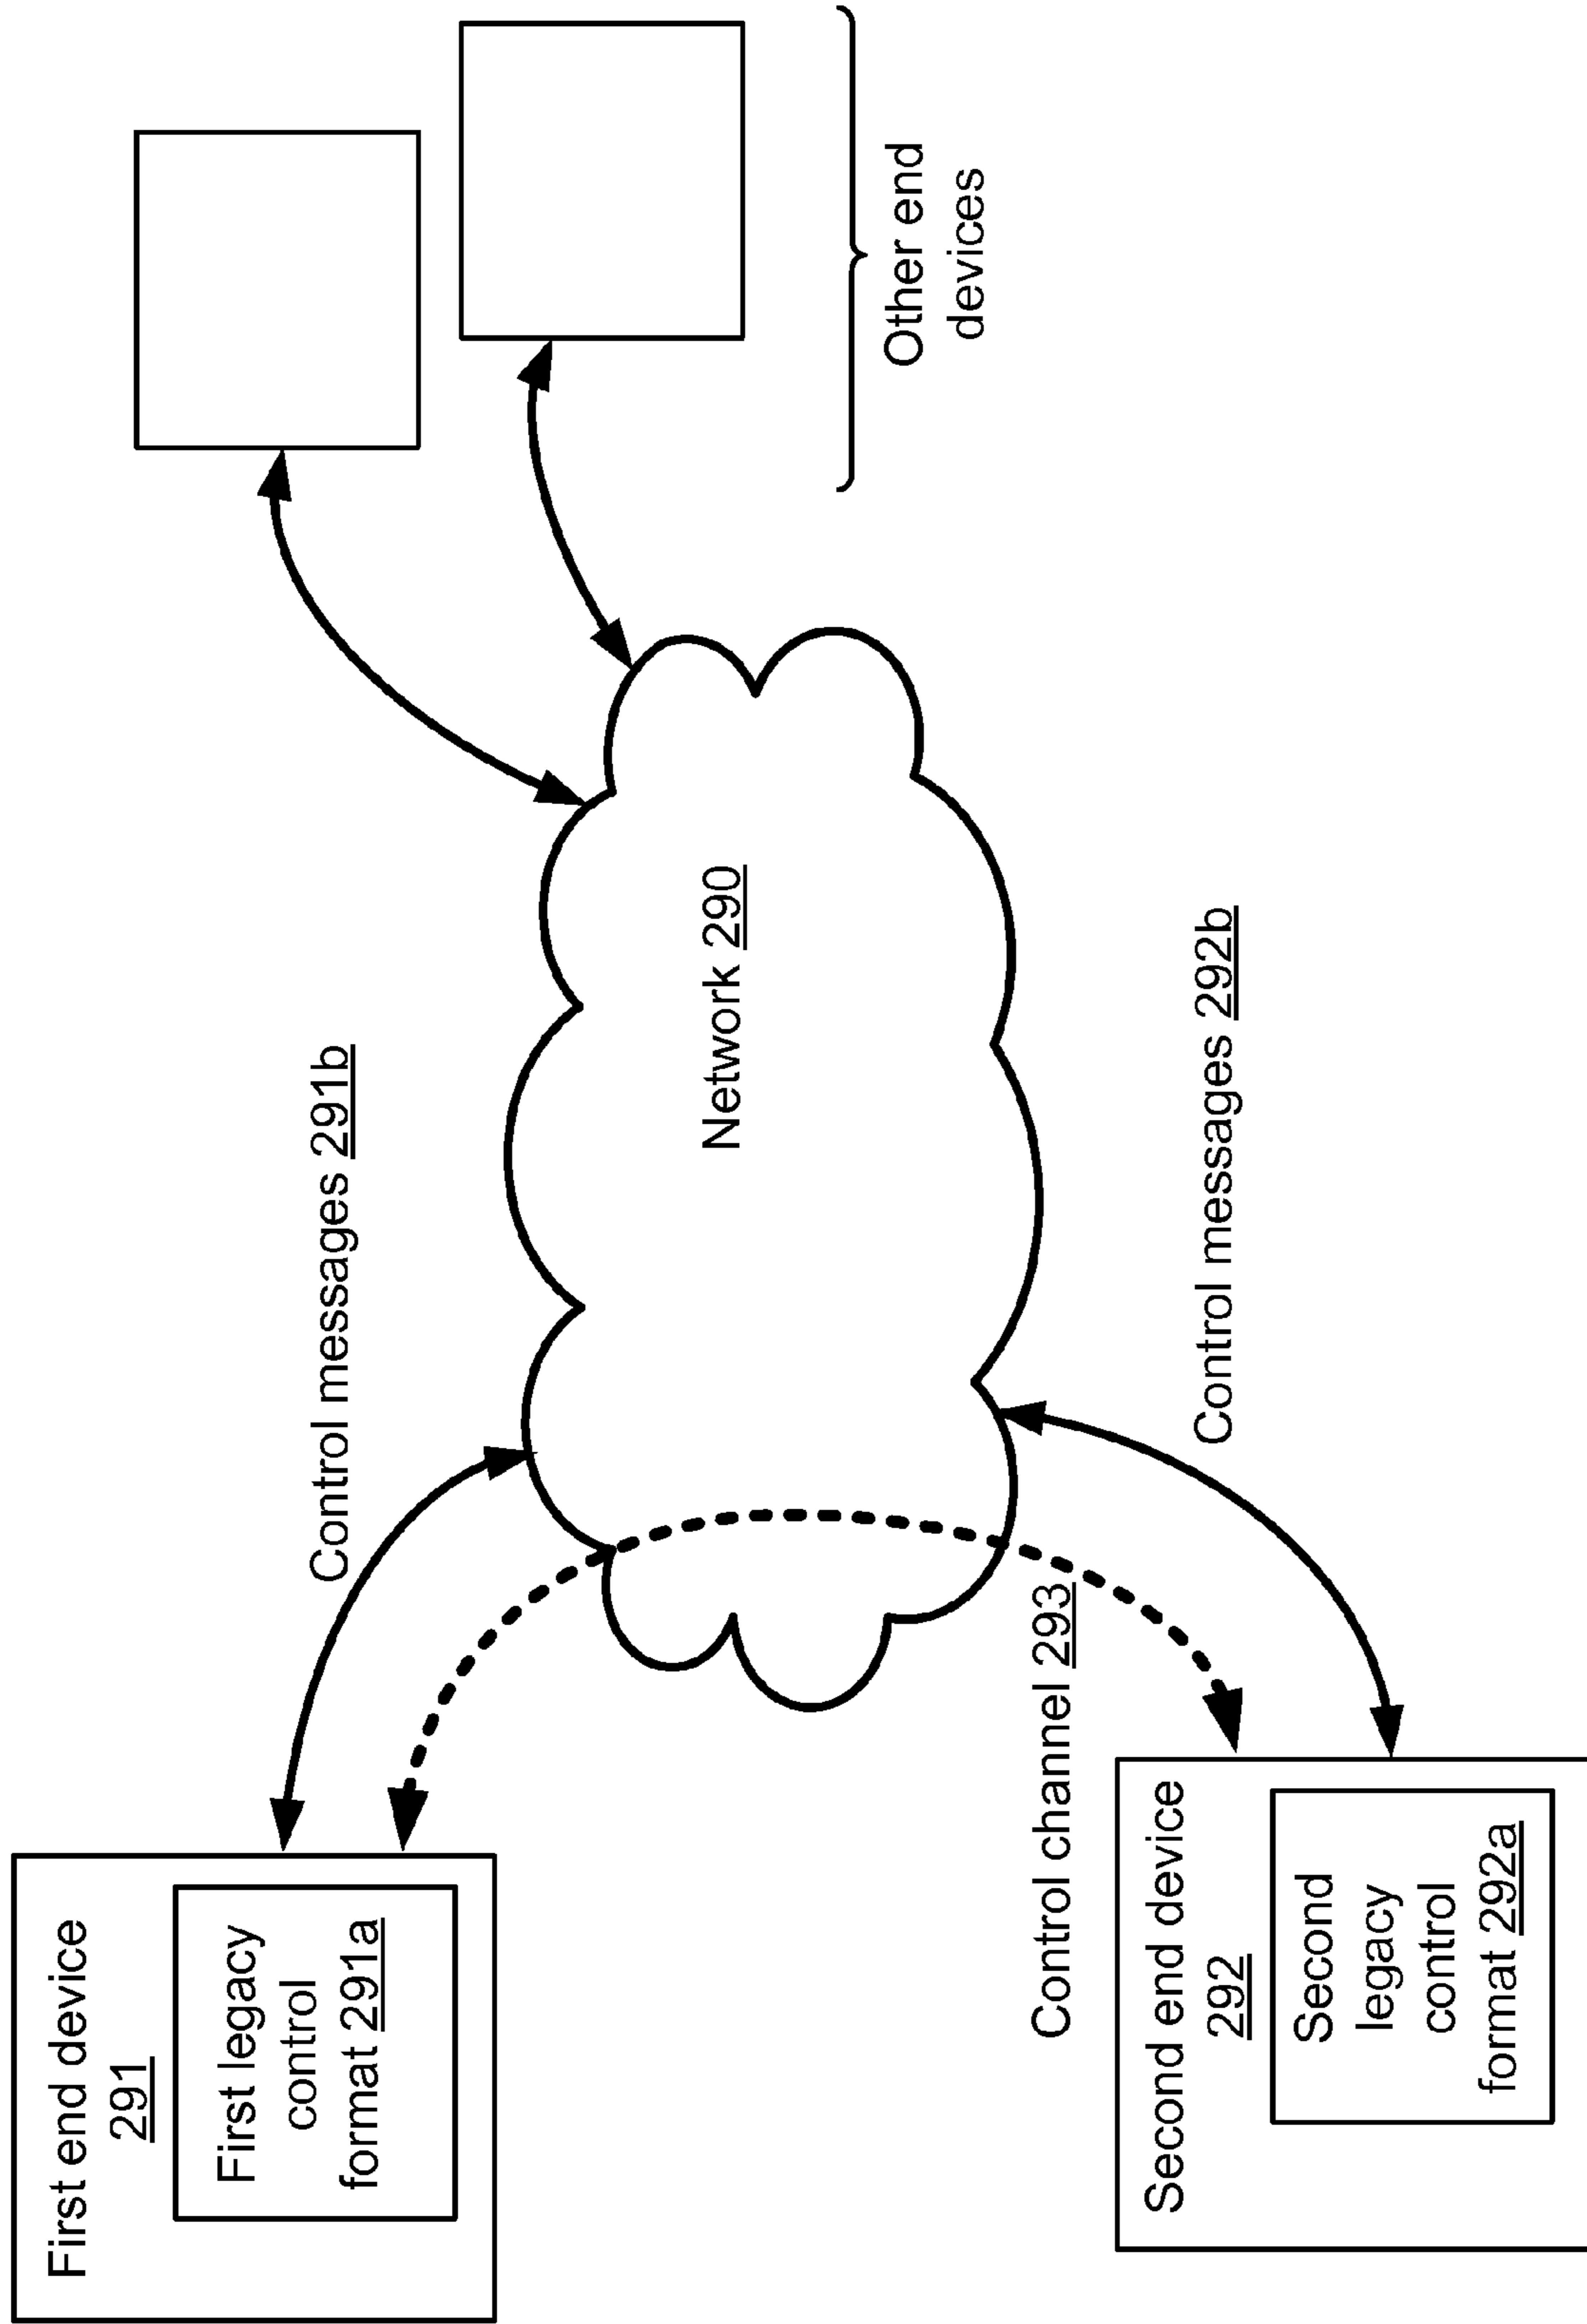 First end device
291
First legacy
control
format 291a
Control messages 291b
Network 290
Other end
devices
Control channel 293
Second end device
292
Second
legacy
control
format 292a
Control messages 292b